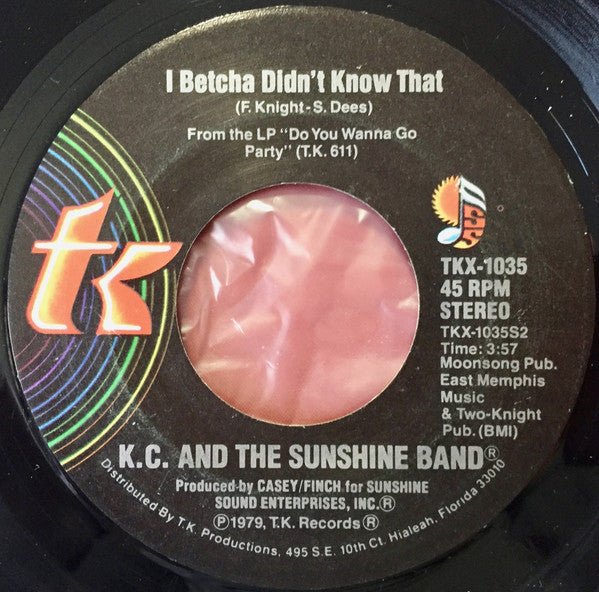 I Betcha Didn't Know That
(F. Knight-S. Dees)
From the LP "Do You Wanna Go
Party" (T.K. 611)
tk
TKX-1035
45 RPM
STEREO
TKX-1035S2
Time: 3:57
Moonsong Pub.
East Memphis
Music
& Two-Knight
Pub. (BMI)
K.C. AND THE SUNSHINE BAND®
Produced by CASEY/FINCH for SUNSHINE
SOUND ENTERPRISES, INC.®
Ⓟ1979, T.K. Records®
Distributed By T.K. Productions, 495 S.E. 10th Ct. Hialeah, Florida 33010